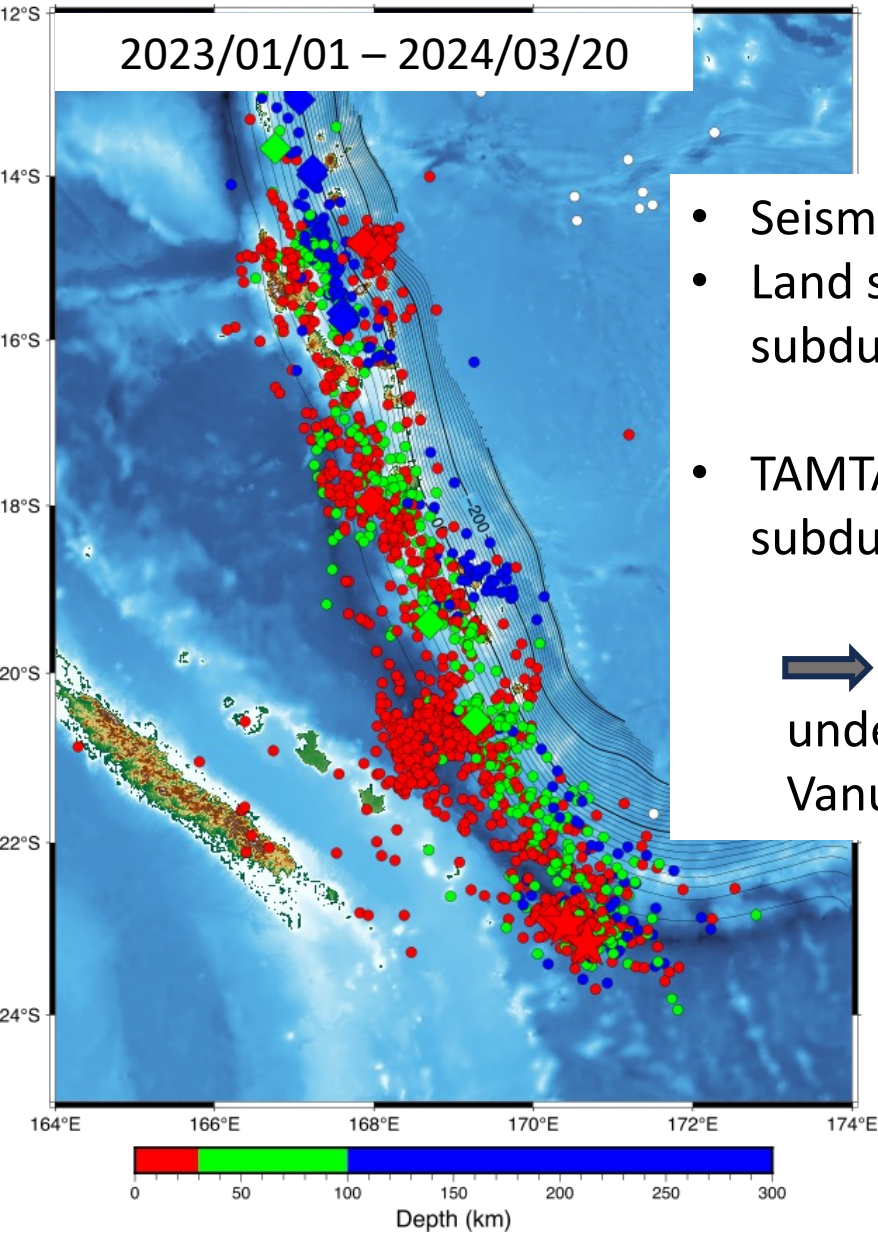 2023/01/01 – 2024/03/20
12°S
14°S
16°S
18°S
20°S
22°S
24°S
• Seism
• Land s
subdu
• TAMTA
subdu
unde
Vanu
-200
164°E 166°E 168°E 170°E 172°E 174°E
0 50 100 150 200 250 300
Depth (km)